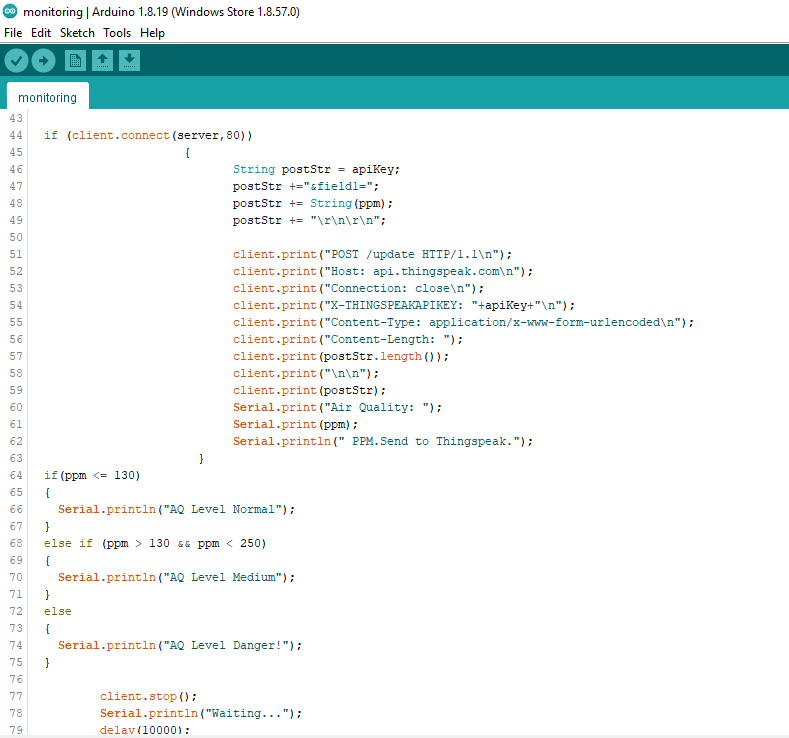 monitoring | Arduino 1.8.19 (Windows Store 1.8.57.0)
File Edit Sketch Tools Help
monitoring
43
44 if (client.connect(server,80))
45 {
46 String postStr = apiKey;
47 postStr +="&field1=";
48 postStr += String(ppm);
49 postStr += "\r\n\r\n";
50
51 client.print("POST /update HTTP/1.1\n");
52 client.print("Host: api.thingspeak.com\n");
53 client.print("Connection: close\n");
54 client.print("X-THINGSPEAKAPIKEY: "+apiKey+"\n");
55 client.print("Content-Type: application/x-www-form-urlencoded\n");
56 client.print("Content-Length: ");
57 client.print(postStr.length());
58 client.print("\n\n");
59 client.print(postStr);
60 Serial.print("Air Quality: ");
61 Serial.print(ppm);
62 Serial.println(" PPM.Send to Thingspeak.");
63 }
64 if(ppm <= 130)
65 {
66 Serial.println("AQ Level Normal");
67 }
68 else if (ppm > 130 && ppm < 250)
69 {
70 Serial.println("AQ Level Medium");
71 }
72 else
73 {
74 Serial.println("AQ Level Danger!");
75 }
76
77 client.stop();
78 Serial.println("Waiting...");
79 delay(10000);